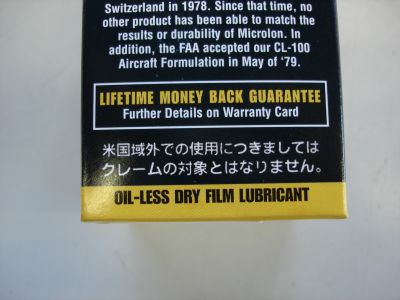 Switzerland in 1978. Since that time, no
other product has been able to match the
results or durability of Microlon. In
addition, the FAA accepted our CL-100
Aircraft Formulation in May of '79.
LIFETIME MONEY BACK GUARANTEE
Further Details on Warranty Card
米国域外での使用につきましては
クレームの対象とはなりません。
OIL-LESS DRY FILM LUBRICANT